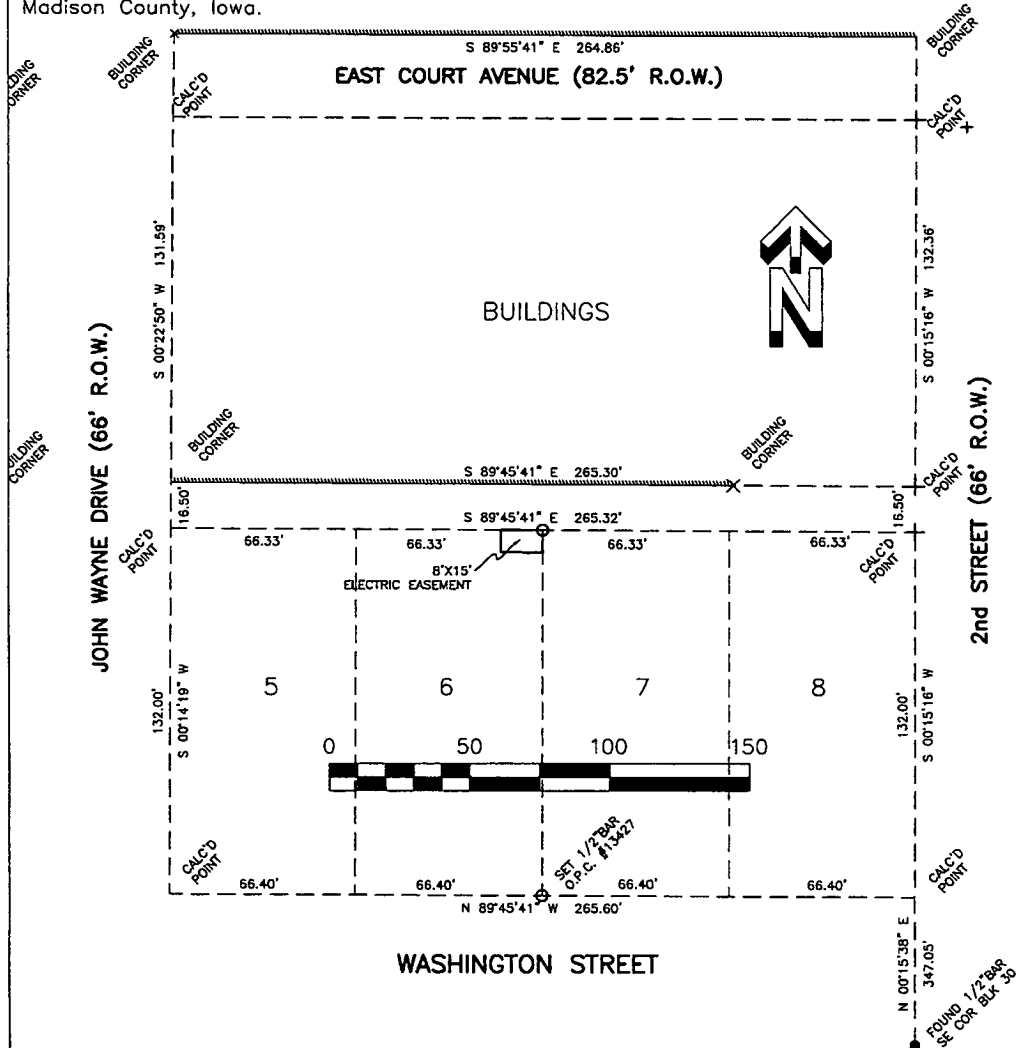 Madison County, Iowa.
BUILDING
CORNER
S 89°55'41" E 264.86'
BUILDING
CORNER
EAST COURT AVENUE (82.5' R.O.W.)
CALC'D
POINT
CALC'D
POINT
S 00°22'50" W 131.59'
S 00°15'16" W 132.36'
N
BUILDINGS
JOHN WAYNE DRIVE (66' R.O.W.)
2nd STREET (66' R.O.W.)
BUILDING
CORNER
BUILDING
CORNER
S 89°45'41" E 265.30'
CALC'D
POINT
16.50'
16.50'
S 89°45'41" E 265.32'
CALC'D
POINT
66.33'
66.33'
66.33'
66.33'
CALC'D
POINT
8'X15'
ELECTRIC EASEMENT
5
6
7
8
132.00'
S 00°14'19" W
132.00'
S 00°15'16" W
0
50
100
150
CALC'D
POINT
SET 1/2"BAR
O.P.C. #13427
CALC'D
POINT
66.40'
66.40'
66.40'
66.40'
N 89°45'41" W 265.60'
WASHINGTON STREET
N 00°15'38" E
347.05'
FOUND 1/2"BAR
SE COR BLK 30